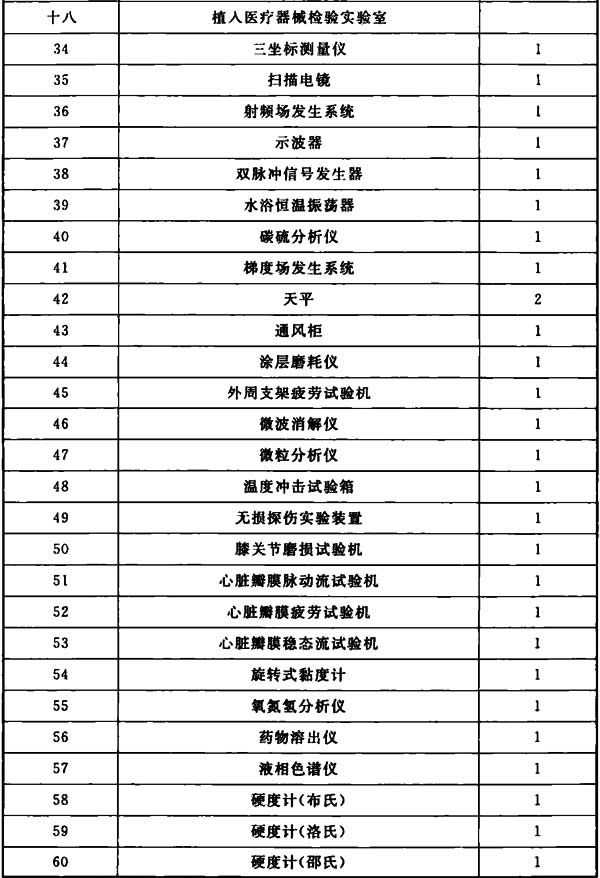 十八 植入医疗器械检验实验室
34 三坐标测量仪 1
35 扫描电镜 1
36 射频场发生系统 1
37 示波器 1
38 双脉冲信号发生器 1
39 水浴恒温振荡器 1
40 碳硫分析仪 1
41 梯度场发生系统 1
42 天平 2
43 通风柜 1
44 涂层磨耗仪 1
45 外周支架疲劳试验机 1
46 微波消解仪 1
47 微粒分析仪 1
48 温度冲击试验箱 1
49 无损探伤实验装置 1
50 膝关节磨损试验机 1
51 心脏瓣膜脉动流试验机 1
52 心脏瓣膜疲劳试验机 1
53 心脏瓣膜稳态流试验机 1
54 旋转式黏度计 1
55 氧氮氢分析仪 1
56 药物溶出仪 1
57 液相色谱仪 1
58 硬度计(布氏) 1
59 硬度计(洛氏) 1
60 硬度计(邵氏) 1